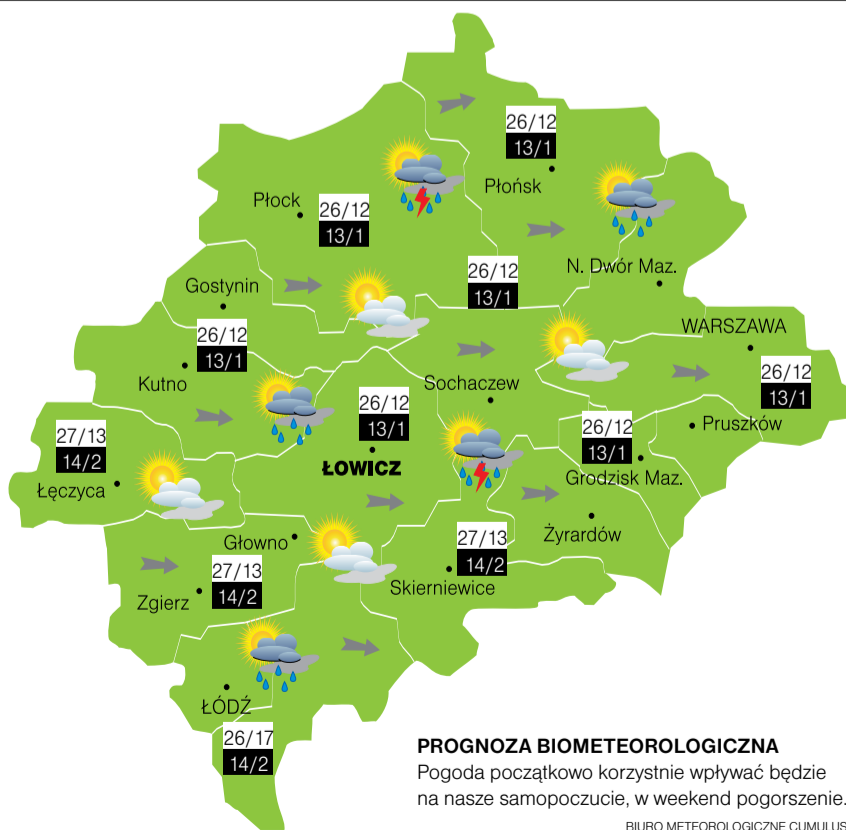 26/12
13/1
Płońsk
Płock
26/12
13/1
N. Dwór Maz.
26/12
13/1
Gostynin
WARSZAWA
26/12
13/1
Kutno
26/12
13/1
Sochaczew
26/12
13/1
ŁOWICZ
Pruszków
26/12
13/1
Grodzisk Maz.
27/13
14/2
Łęczyca
Żyrardów
Głowno
27/13
14/2
Skierniewice
27/13
14/2
Zgierz
ŁÓDŹ
26/17
14/2
PROGNOZA BIOMETEOROLOGICZNA
Pogoda początkowo korzystnie wpływać będzie
na nasze samopoczucie, w weekend pogorszenie.
BIURO METEOROLOGICZNE CUMULUS